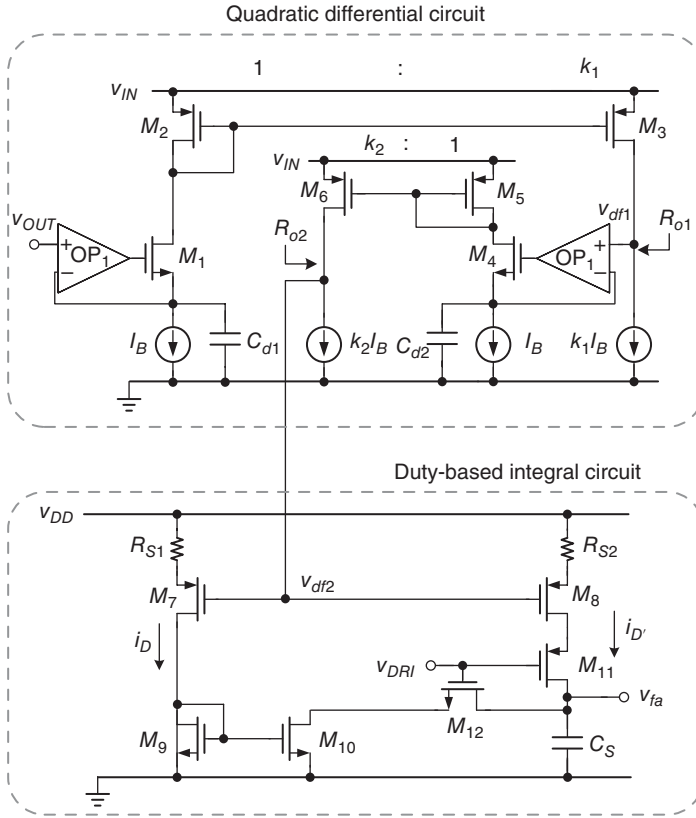 Quadratic differential circuit
1 : k1
vIN
M2
M3
vIN
k2 : 1
M6
M5
vdf1
vOUT
+
−
OP1
M1
Ro2
M4
OP1
+
−
Ro1
IB
Cd1
k2IB
Cd2
IB
k1IB
Duty-based integral circuit
vDD
RS1
RS2
M7
vdf2
M8
iD
iD'
vDRI
M11
vfa
M12
M9
M10
CS